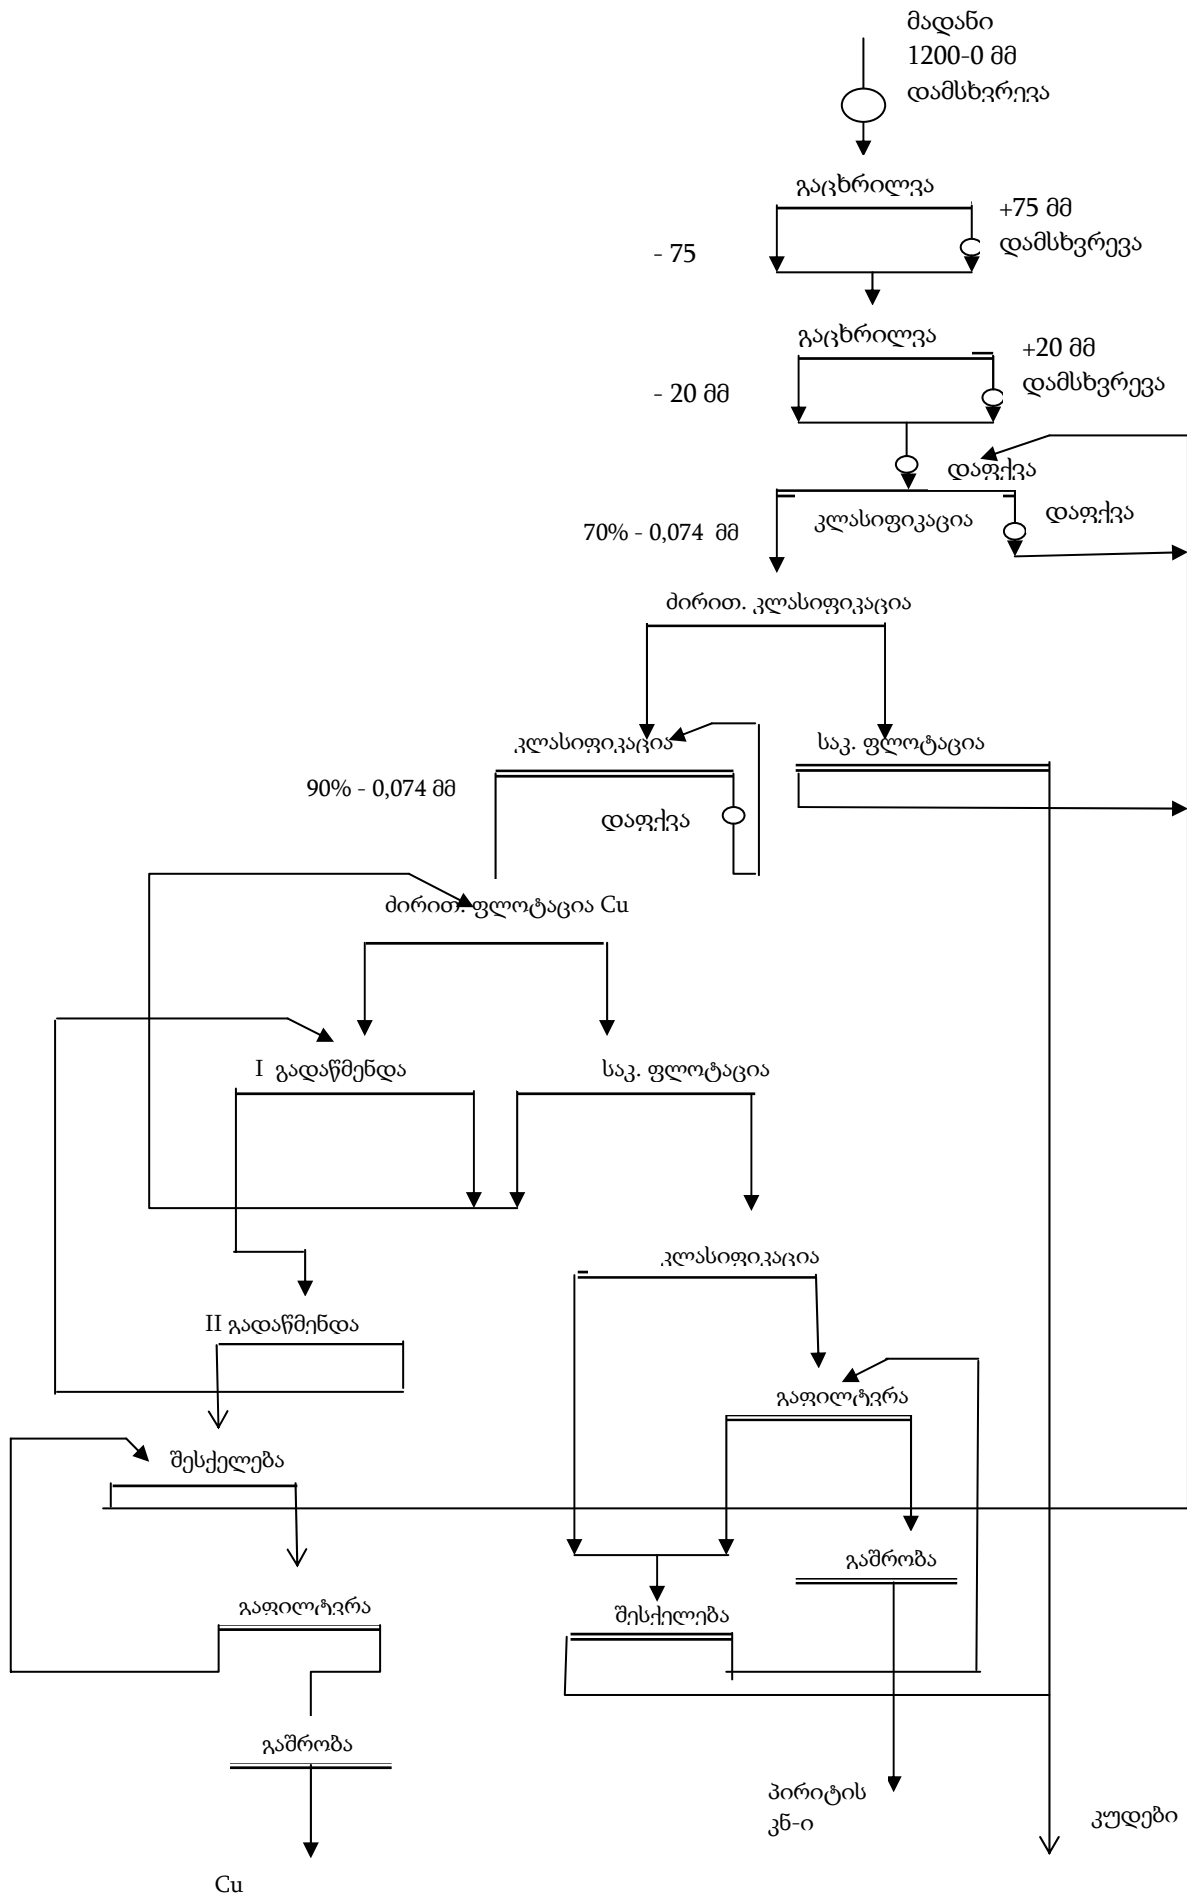 მადანი
1200-0 მმ
დამსხვრევა
გაცხრილვა
+75 მმ
დამსხვრევა
- 75
გაცხრილვა
+20 მმ
დამსხვრევა
- 20 მმ
დაფქვა
კლასიფიკაცია
დაფქვა
70% - 0,074 მმ
ძირით. კლასიფიკაცია
კლასიფიკაცია
საკ. ფლოტაცია
90% - 0,074 მმ
დაფქვა
ძირით. ფლოტაცია Cu
I გადაწმენდა
საკ. ფლოტაცია
კლასიფიკაცია
II გადაწმენდა
გაფილტვრა
შესქელება
გაშრობა
გაფილტვრა
შესქელება
გაშრობა
პირიტის
კნ-ი
კუდები
Cu